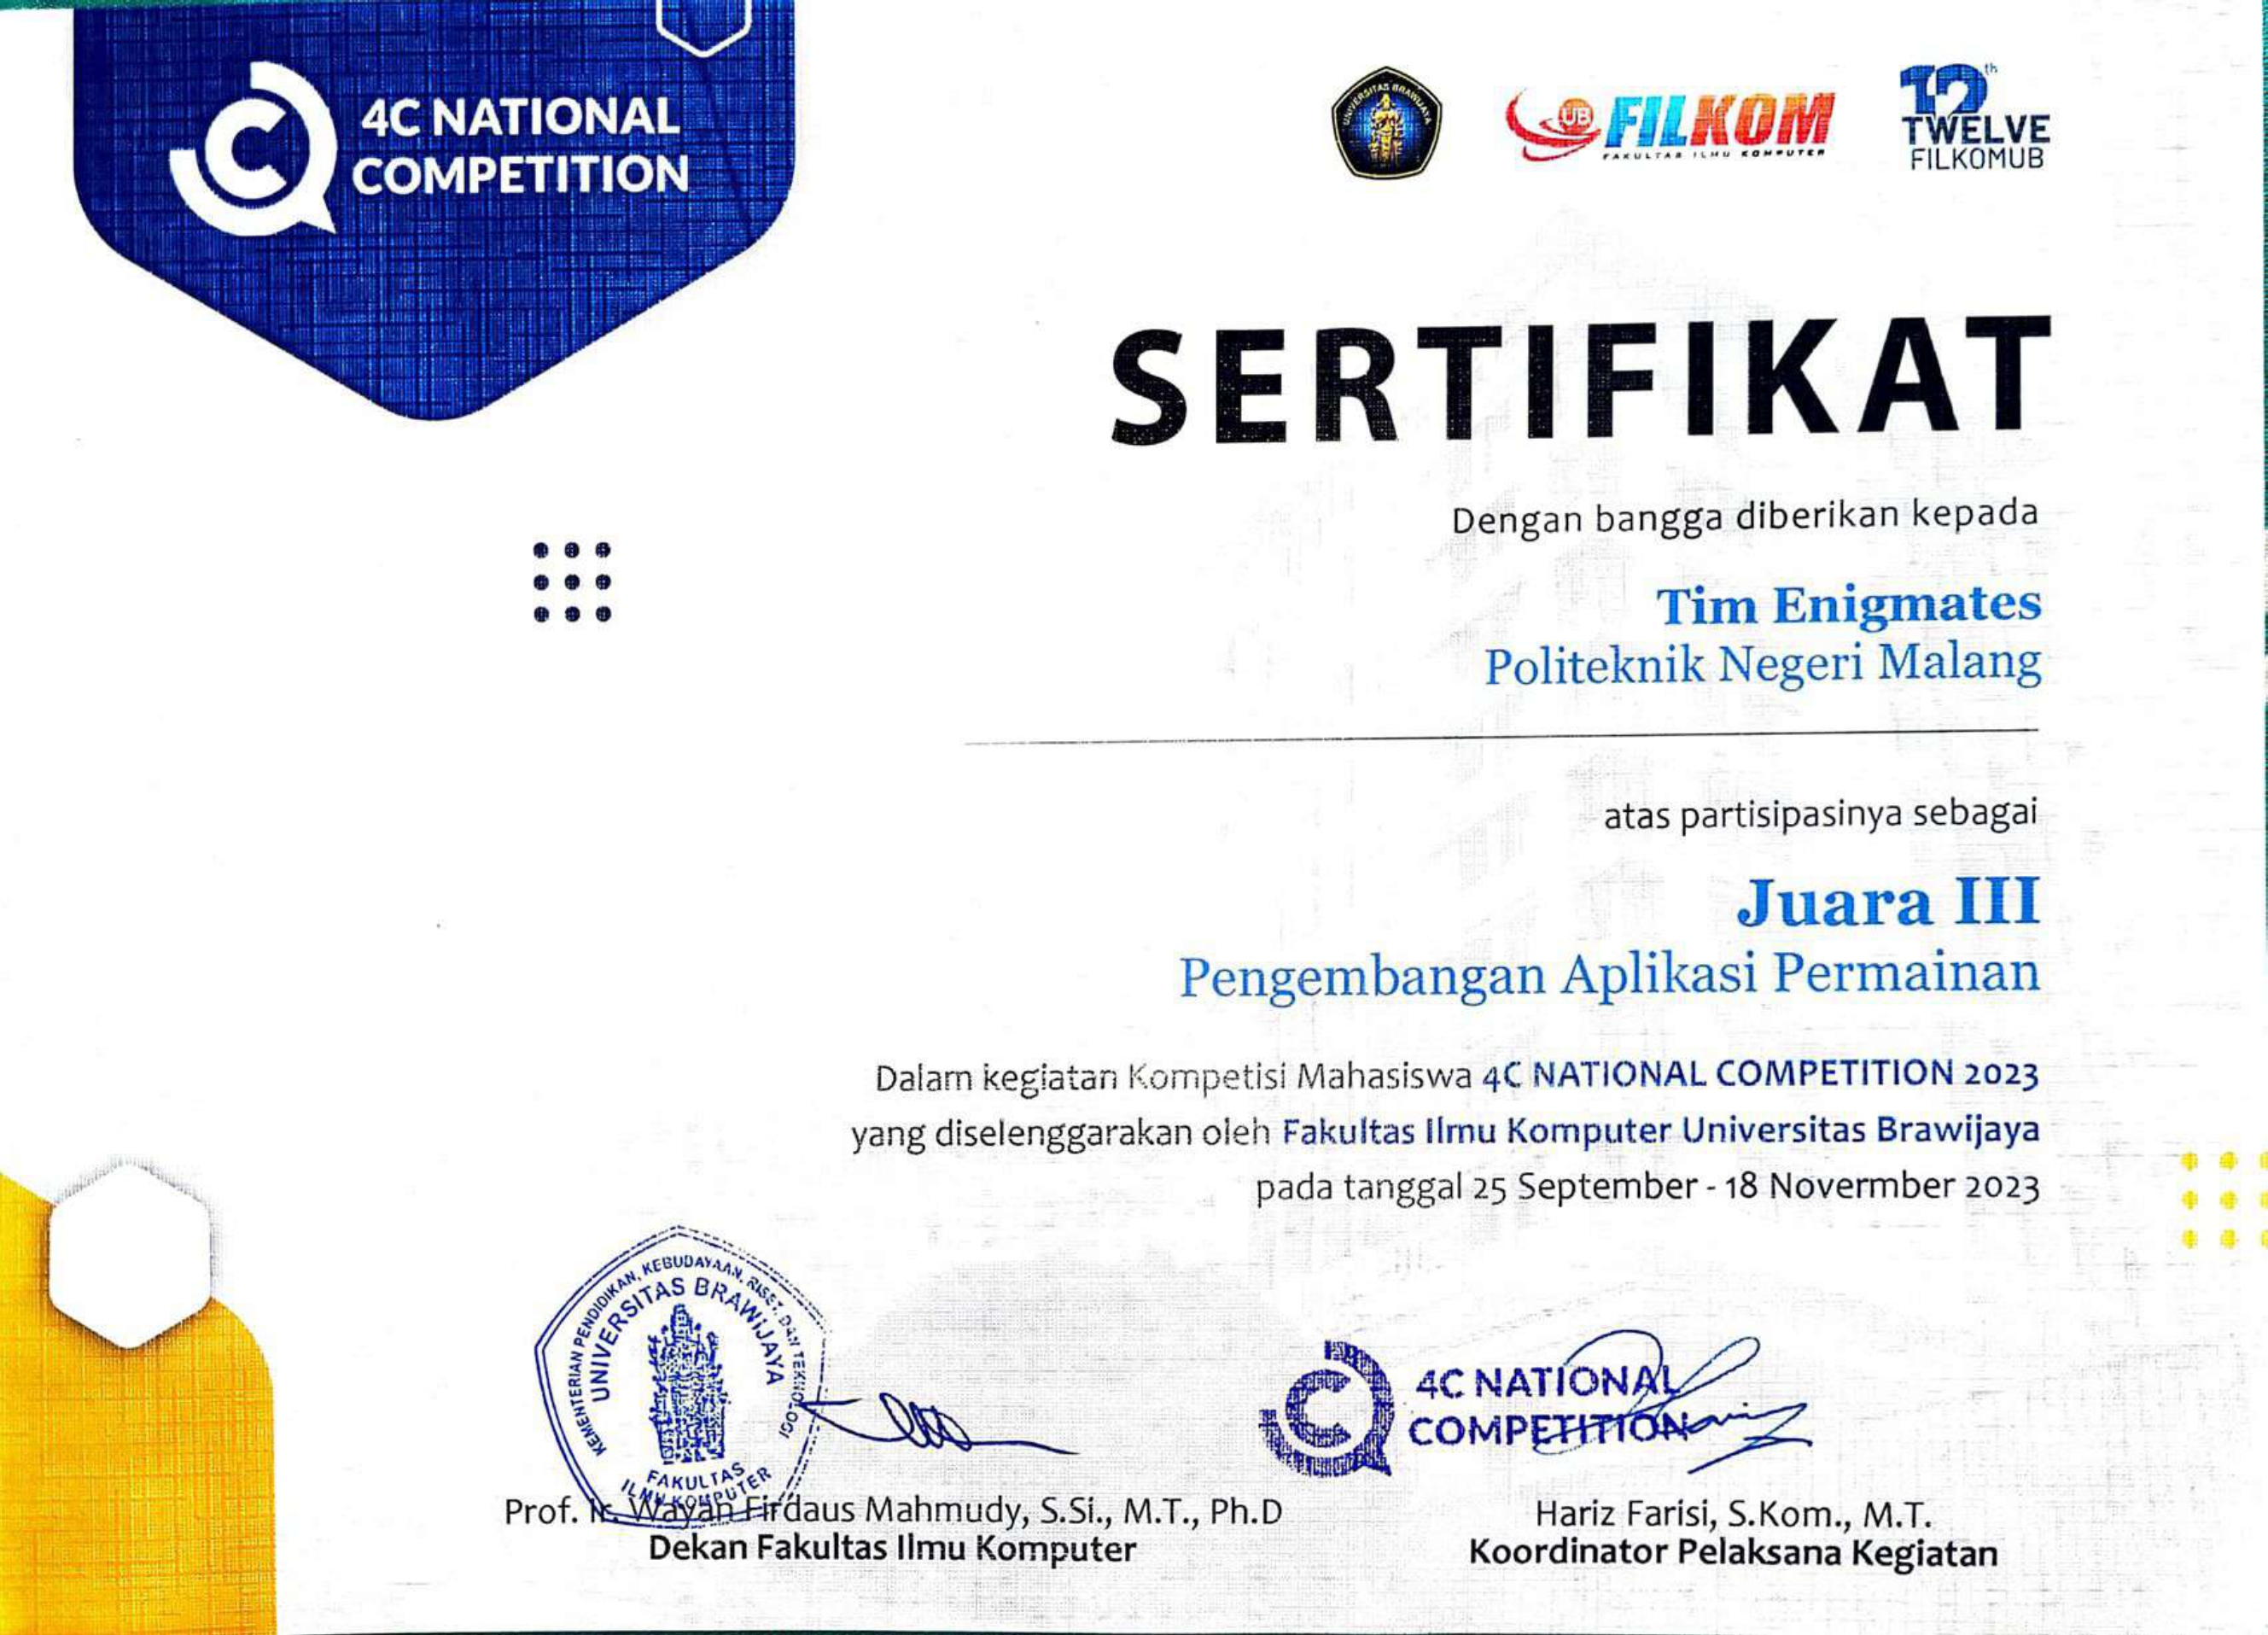 4C NATIONAL
COMPETITION
UNIVERSITAS BRAWIJAYA
UB FILKOM
FAKULTAS ILMU KOMPUTER
12th
TWELVE
FILKOMUB
SERTIFIKAT
Dengan bangga diberikan kepada
Tim Enigmates
Politeknik Negeri Malang
atas partisipasinya sebagai
Juara III
Pengembangan Aplikasi Permainan
Dalam kegiatan Kompetisi Mahasiswa 4C NATIONAL COMPETITION 2023
yang diselenggarakan oleh Fakultas Ilmu Komputer Universitas Brawijaya
pada tanggal 25 September - 18 Novermber 2023
KEMENTERIAN PENDIDIKAN, KEBUDAYAAN, RISET, DAN TEKNOLOGI
UNIVERSITAS BRAWIJAYA
FAKULTAS
ILMU KOMPUTER
4C NATIONAL
COMPETITION
Prof. Ir. Wayan Firdaus Mahmudy, S.Si., M.T., Ph.D
Dekan Fakultas Ilmu Komputer
Hariz Farisi, S.Kom., M.T.
Koordinator Pelaksana Kegiatan